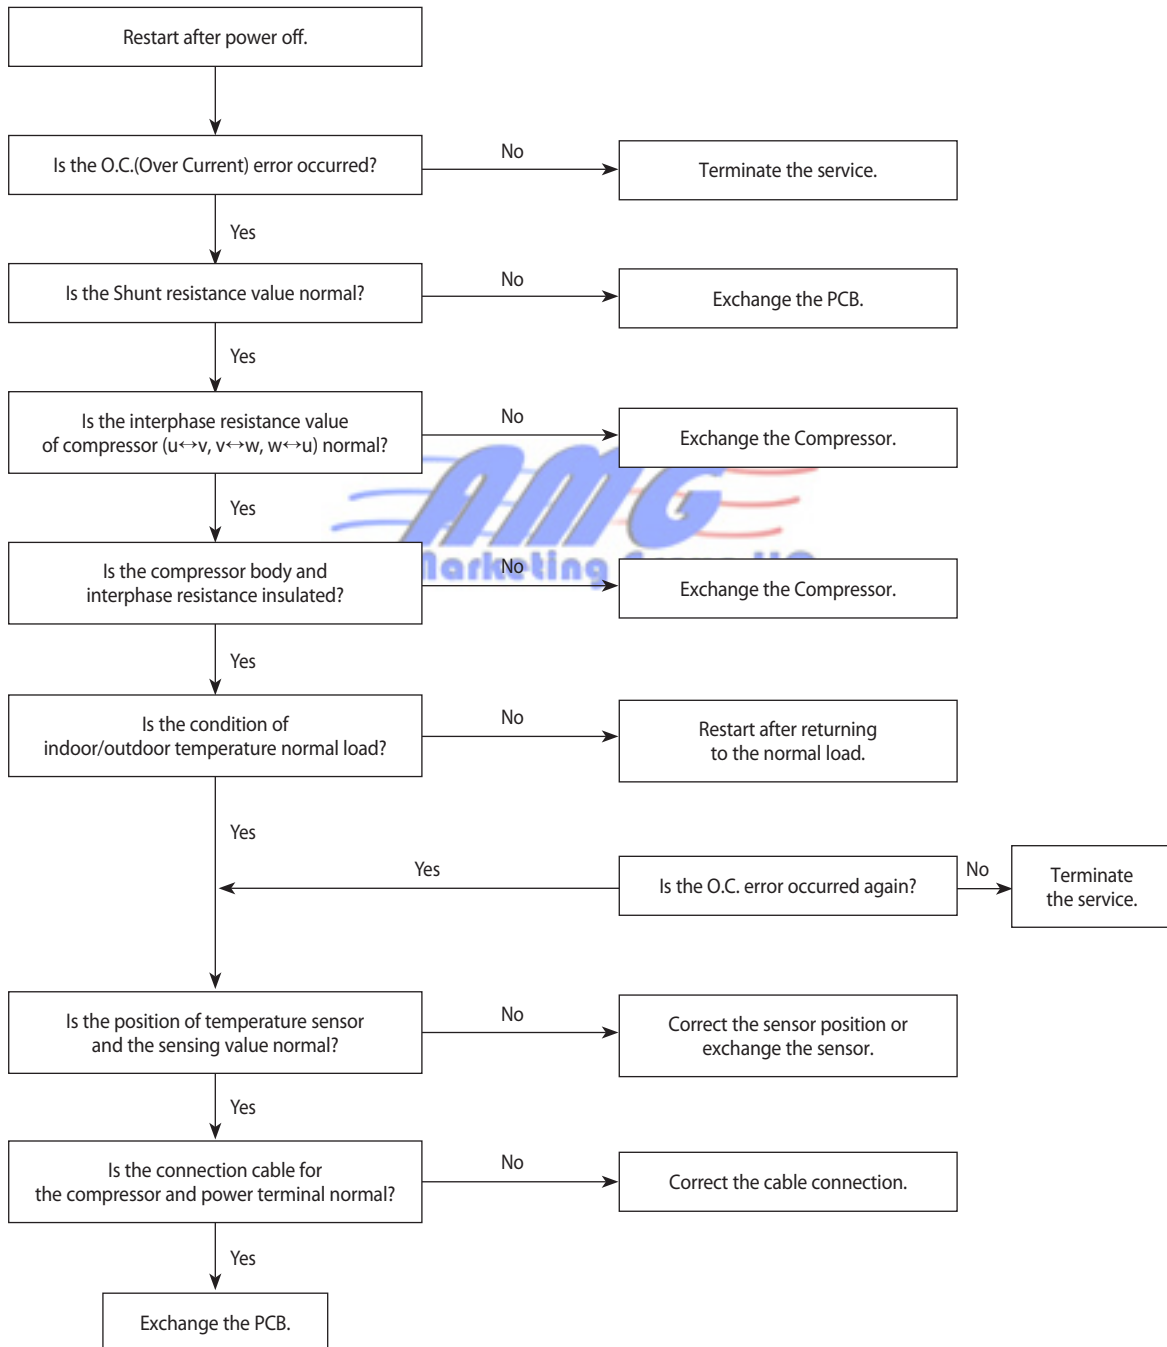 Restart after power off.
Is the O.C.(Over Current) error occurred?
No
Terminate the service.
Yes
Is the Shunt resistance value normal?
No
Exchange the PCB.
Yes
Is the interphase resistance value
of compressor (u↔v, v↔w, w↔u) normal?
No
Exchange the Compressor.
AMG
Yes
Is the compressor body and
interphase resistance insulated?
Marketing
No
Exchange the Compressor.
Yes
Is the condition of
indoor/outdoor temperature normal load?
No
Restart after returning
to the normal load.
Yes
Yes
Is the O.C. error occurred again?
No
Terminate
the service.
Is the position of temperature sensor
and the sensing value normal?
No
Correct the sensor position or
exchange the sensor.
Yes
Is the connection cable for
the compressor and power terminal normal?
No
Correct the cable connection.
Yes
Exchange the PCB.